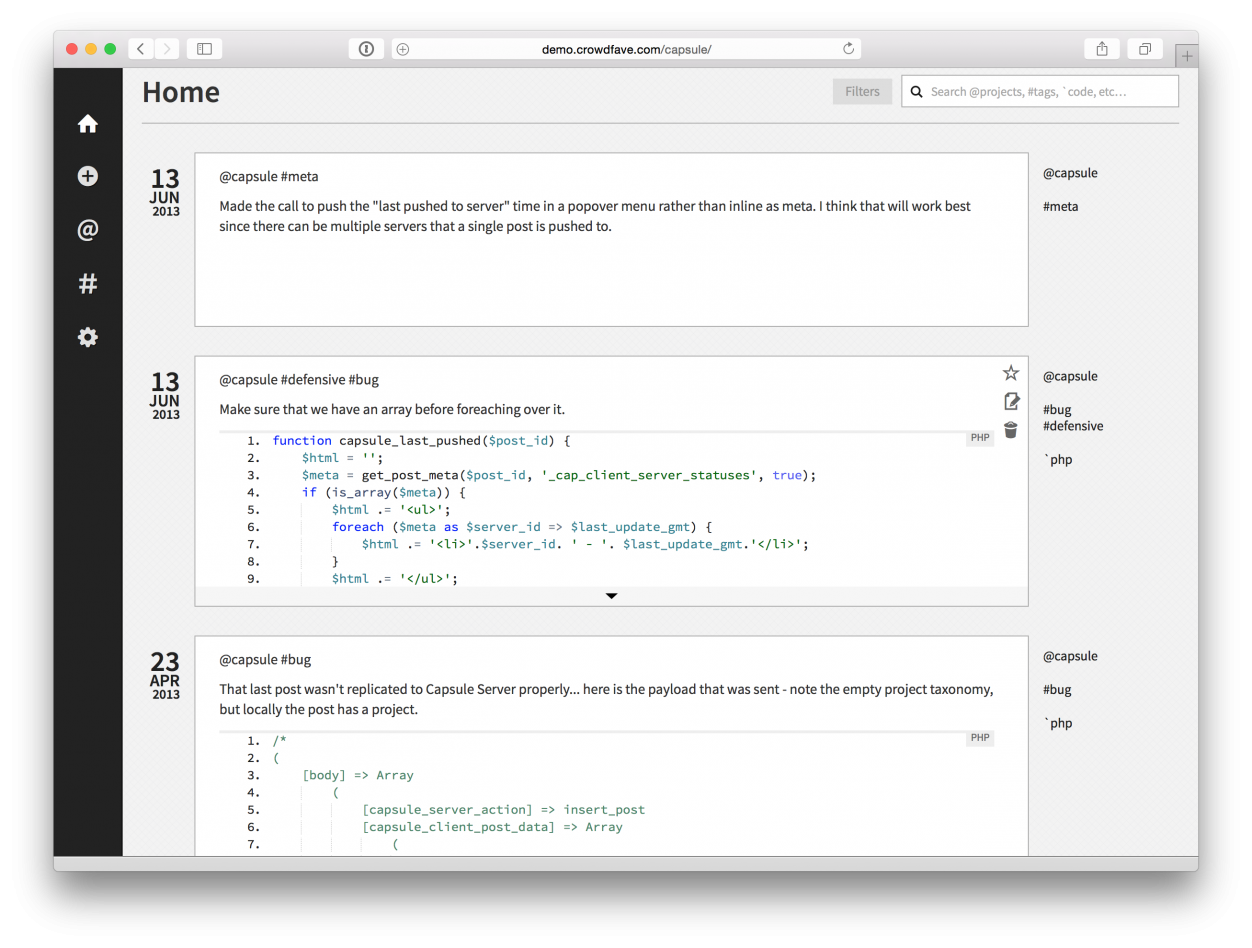 demo.crowdfave.com/capsule/
Home
Filters
Search @projects, #tags, `code, etc…
@
#
13
JUN
2013
@capsule #meta
Made the call to push the "last pushed to server" time in a popover menu rather than inline as meta. I think that will work best
since there can be multiple servers that a single post is pushed to.
@capsule
#meta
13
JUN
2013
@capsule #defensive #bug
Make sure that we have an array before foreaching over it.
PHP
1. function capsule_last_pushed($post_id) {
2. $html = '';
3. $meta = get_post_meta($post_id, '_cap_client_server_statuses', true);
4. if (is_array($meta)) {
5. $html .= '<ul>';
6. foreach ($meta as $server_id => $last_update_gmt) {
7. $html .= '<li>'.$server_id. ' - '. $last_update_gmt.'</li>';
8. }
9. $html .= '</ul>';
@capsule
#bug
#defensive
`php
23
APR
2013
@capsule #bug
That last post wasn't replicated to Capsule Server properly... here is the payload that was sent - note the empty project taxonomy,
but locally the post has a project.
PHP
1. /*
2. (
3. [body] => Array
4. (
5. [capsule_server_action] => insert_post
6. [capsule_client_post_data] => Array
7. (
@capsule
#bug
`php